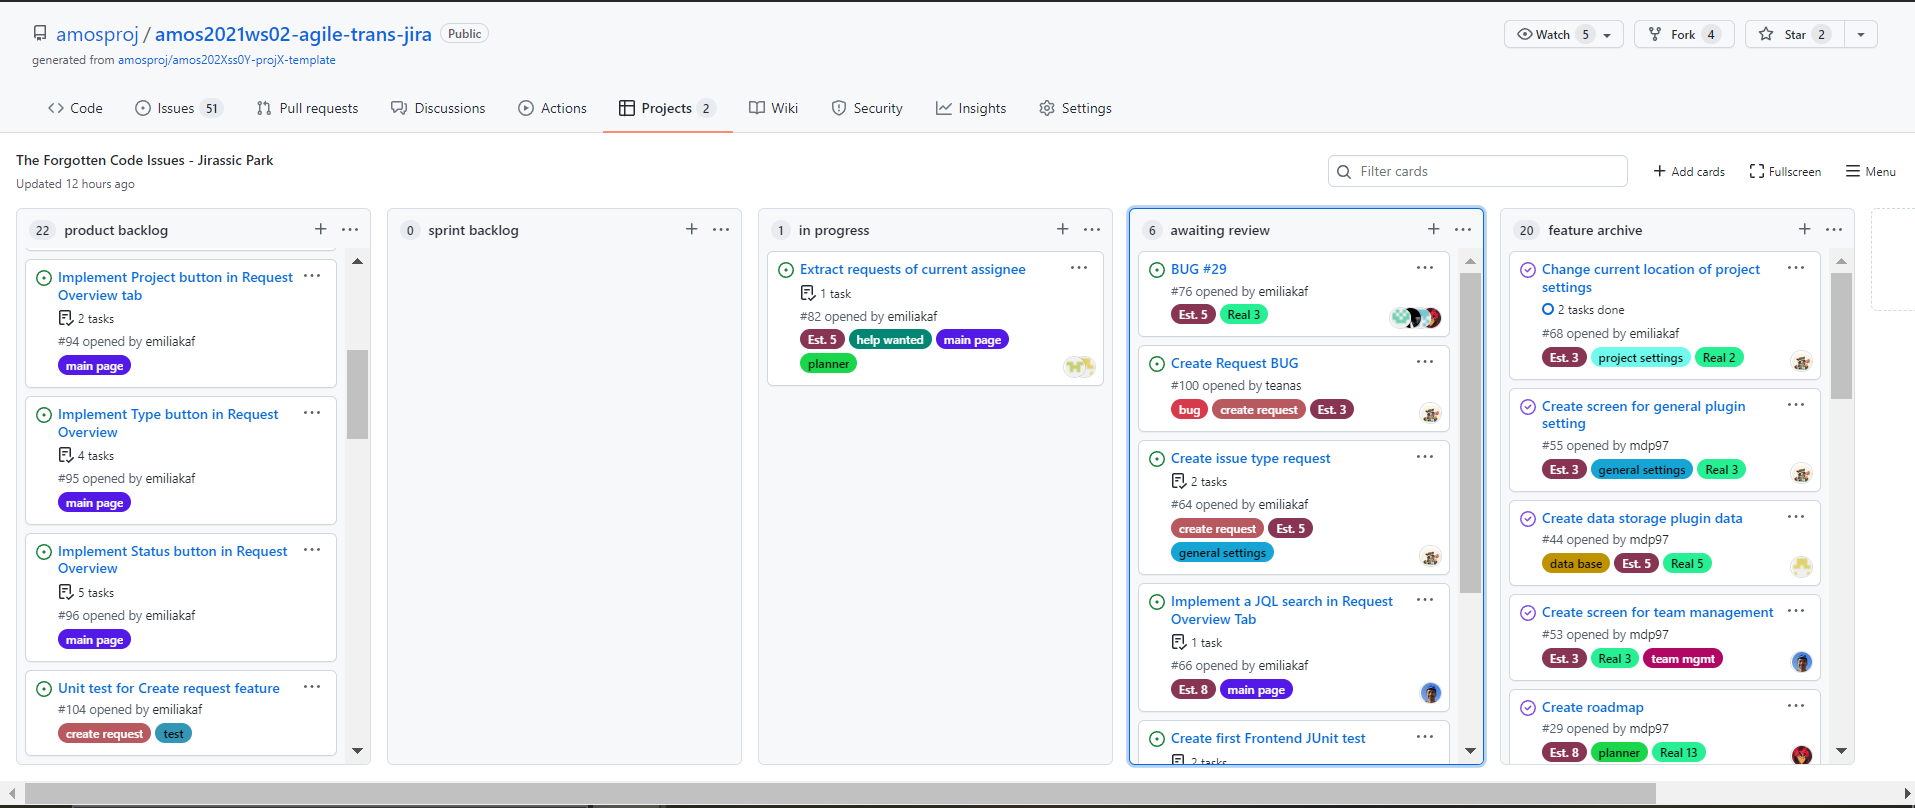 amosproj / amos2021ws02-agile-trans-jira Public
generated from amosproj/amos202Xss0Y-projX-template
Watch 5
Fork 4
Star 2
Code
Issues 51
Pull requests
Discussions
Actions
Projects 2
Wiki
Security
Insights
Settings
The Forgotten Code Issues - Jirassic Park
Updated 12 hours ago
Filter cards
Add cards
Fullscreen
Menu
22 product backlog
Implement Project button in Request
Overview tab
2 tasks
#94 opened by emiliakaf
main page
Implement Type button in Request
Overview
4 tasks
#95 opened by emiliakaf
main page
Implement Status button in Request
Overview
5 tasks
#96 opened by emiliakaf
main page
Unit test for Create request feature
#104 opened by emiliakaf
create request test
0 sprint backlog
1 in progress
Extract requests of current assignee
1 task
#82 opened by emiliakaf
Est. 5 help wanted main page
planner
6 awaiting review
BUG #29
#76 opened by emiliakaf
Est. 5 Real 3
Create Request BUG
#100 opened by teanas
bug create request Est. 3
Create issue type request
2 tasks
#64 opened by emiliakaf
create request Est. 5
general settings
Implement a JQL search in Request
Overview Tab
1 task
#66 opened by emiliakaf
Est. 8 main page
Create first Frontend JUnit test
2 tasks
20 feature archive
Change current location of project
settings
2 tasks done
#68 opened by emiliakaf
Est. 3 project settings Real 2
Create screen for general plugin
setting
#55 opened by mdp97
Est. 3 general settings Real 3
Create data storage plugin data
#44 opened by mdp97
data base Est. 5 Real 5
Create screen for team management
#53 opened by mdp97
Est. 3 Real 3 team mgmt
Create roadmap
#29 opened by mdp97
Est. 8 planner Real 13